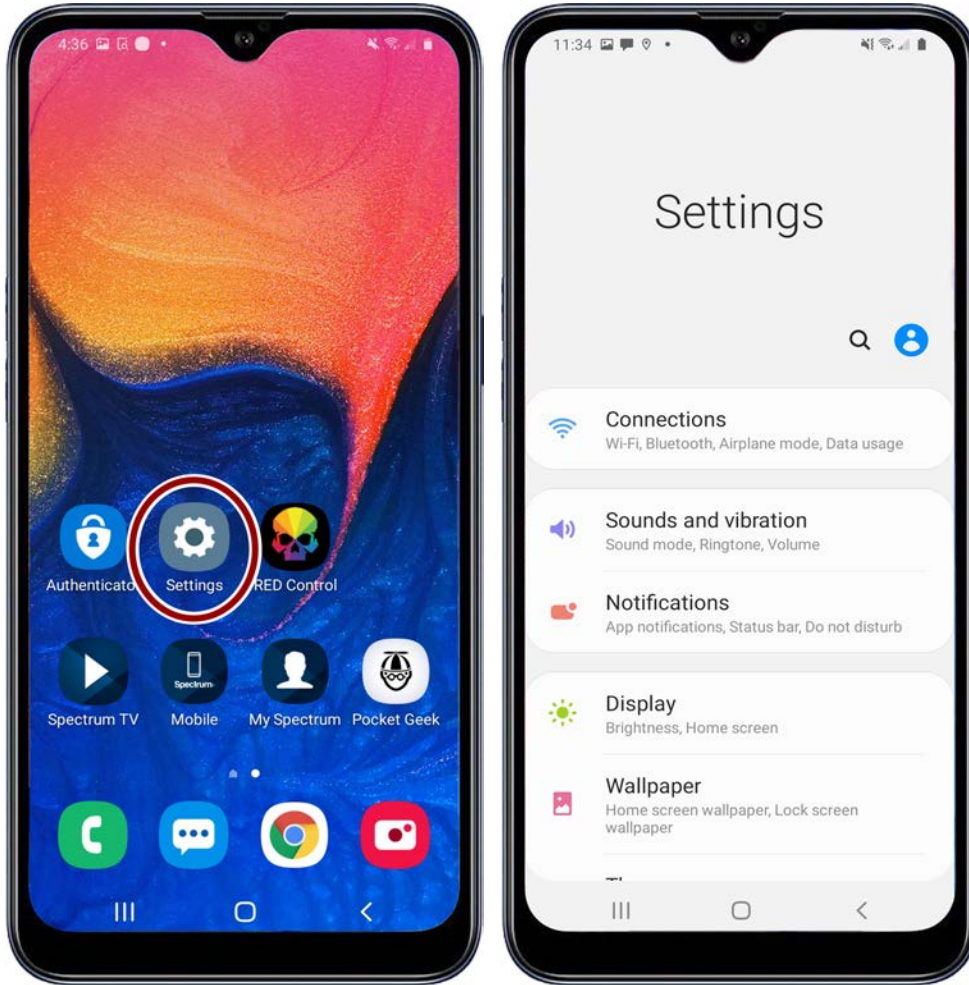 4:36
Authenticato
Settings
RED Control
Spectrum
Spectrum TV
Mobile
My Spectrum
Pocket Geek
11:34
Settings
Connections
Wi-Fi, Bluetooth, Airplane mode, Data usage
Sounds and vibration
Sound mode, Ringtone, Volume
Notifications
App notifications, Status bar, Do not disturb
Display
Brightness, Home screen
Wallpaper
Home screen wallpaper, Lock screen
wallpaper